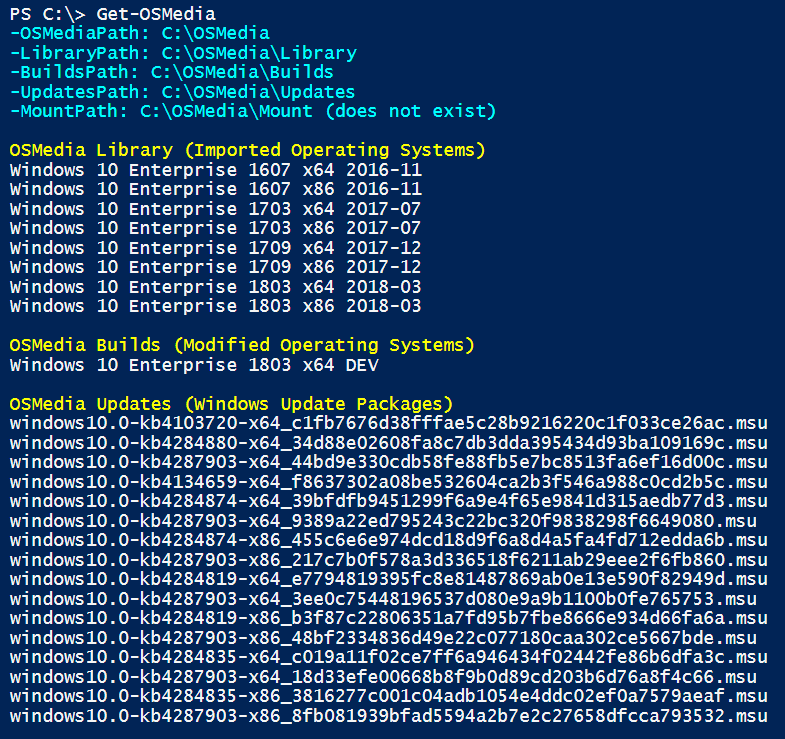 PS C:\> Get-OSMedia
-OSMediaPath: C:\OSMedia
-LibraryPath: C:\OSMedia\Library
-BuildsPath: C:\OSMedia\Builds
-UpdatesPath: C:\OSMedia\Updates
-MountPath: C:\OSMedia\Mount (does not exist)
OSMedia Library (Imported Operating Systems)
Windows 10 Enterprise 1607 x64 2016-11
Windows 10 Enterprise 1607 x86 2016-11
Windows 10 Enterprise 1703 x64 2017-07
Windows 10 Enterprise 1703 x86 2017-07
Windows 10 Enterprise 1709 x64 2017-12
Windows 10 Enterprise 1709 x86 2017-12
Windows 10 Enterprise 1803 x64 2018-03
Windows 10 Enterprise 1803 x86 2018-03
OSMedia Builds (Modified Operating Systems)
Windows 10 Enterprise 1803 x64 DEV
OSMedia Updates (Windows Update Packages)
windows10.0-kb4103720-x64_c1fb7676d38fffae5c28b9216220c1f033ce26ac.msu
windows10.0-kb4284880-x64_34d88e02608fa8c7db3dda395434d93ba109169c.msu
windows10.0-kb4287903-x64_44bd9e330cdb58fe88fb5e7bc8513fa6ef16d00c.msu
windows10.0-kb4134659-x64_f8637302a08be532604ca2b3f546a988c0cd2b5c.msu
windows10.0-kb4284874-x64_39bfdfb9451299f6a9e4f65e9841d315aedb77d3.msu
windows10.0-kb4287903-x64_9389a22ed795243c22bc320f9838298f6649080.msu
windows10.0-kb4284874-x86_455c6e6e974dcd18d9f6a8d4a5fa4fd712edda6b.msu
windows10.0-kb4287903-x86_217c7b0f578a3d336518f6211ab29eee2f6fb860.msu
windows10.0-kb4284819-x64_e7794819395fc8e81487869ab0e13e590f82949d.msu
windows10.0-kb4287903-x64_3ee0c75448196537d080e9a9b1100b0fe765753.msu
windows10.0-kb4284819-x86_b3f87c22806351a7fd95b7fbe8666e934d66fa6a.msu
windows10.0-kb4287903-x86_48bf2334836d49e22c077180caa302ce5667bde.msu
windows10.0-kb4284835-x64_c019a11f02ce7ff6a946434f02442fe86b6dfa3c.msu
windows10.0-kb4287903-x64_18d33efe00668b8f9b0d89cd203b6d76a8f4c66.msu
windows10.0-kb4284835-x86_3816277c001c04adb1054e4ddc02ef0a7579aeaf.msu
windows10.0-kb4287903-x86_8fb081939bfad5594a2b7e2c27658dfcca793532.msu